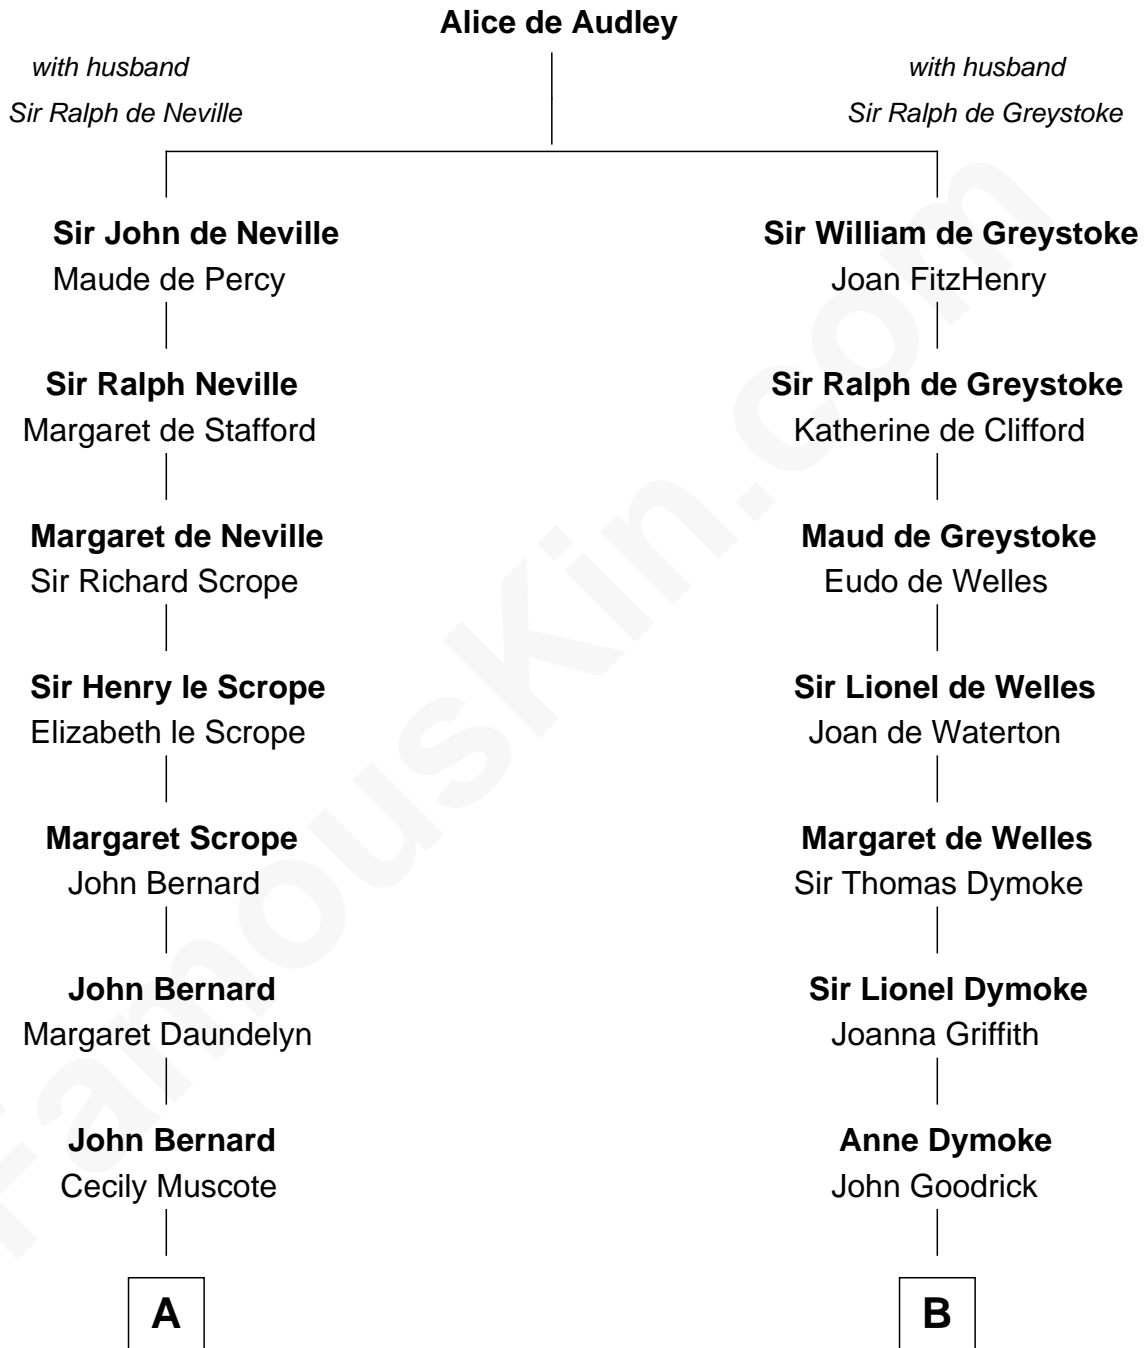 Alice de Audley
with husband
Sir Ralph de Neville
with husband
Sir Ralph de Greystoke
Sir John de Neville
Maude de Percy
Sir William de Greystoke
Joan FitzHenry
Sir Ralph Neville
Margaret de Stafford
Sir Ralph de Greystoke
Katherine de Clifford
Margaret de Neville
Sir Richard Scrope
Maud de Greystoke
Eudo de Welles
Sir Henry le Scrope
Elizabeth le Scrope
Sir Lionel de Welles
Joan de Waterton
Margaret Scrope
John Bernard
Margaret de Welles
Sir Thomas Dymoke
John Bernard
Margaret Daundelyn
Sir Lionel Dymoke
Joanna Griffith
John Bernard
Cecily Muscote
Anne Dymoke
John Goodrick
A
B
FamousKin.com